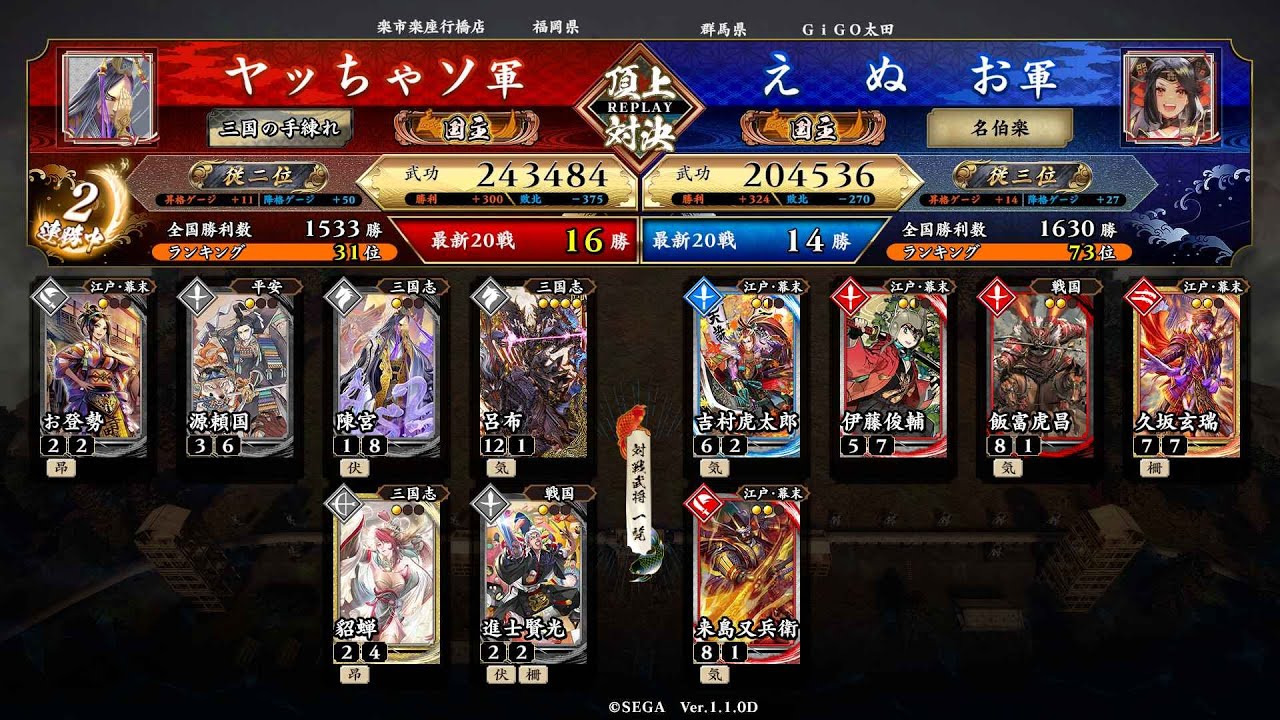 楽市楽座行橋店 福岡県 群馬県 GiGO太田
ヤッちゃソ軍
頂上
REPLAY
対決
え ぬ お軍
三国の手練れ 国主
国主 名伯楽
従二位
武功 243484
武功 204536
従三位
昇格ゲージ +11 降格ゲージ +50
勝利 +300 敗北 -375
勝利 +324 敗北 -270
昇格ゲージ +14 降格ゲージ +27
2
連勝中
全国勝利数 1533勝
ランキング 31位
最新20戦 16勝
最新20戦 14勝
全国勝利数 1630勝
ランキング 73位
江戸・幕末 平安 三国志 三国志 江戸・幕末 江戸・幕末 戦国 江戸・幕末
お登勢 源頼国 陳宮 呂布 吉村虎太郎 伊藤俊輔 飯富虎昌 久坂玄瑞
2 2 3 6 1 8 12 1 6 2 5 7 8 1 7 7
昴 伏 気 気 気 柵
対戦武将一覧
三国志 戦国 江戸・幕末
貂蝉 進士賢光 来島又兵衛
2 4 2 2 8 1
昴 伏 柵 気
©SEGA Ver.1.1.0D